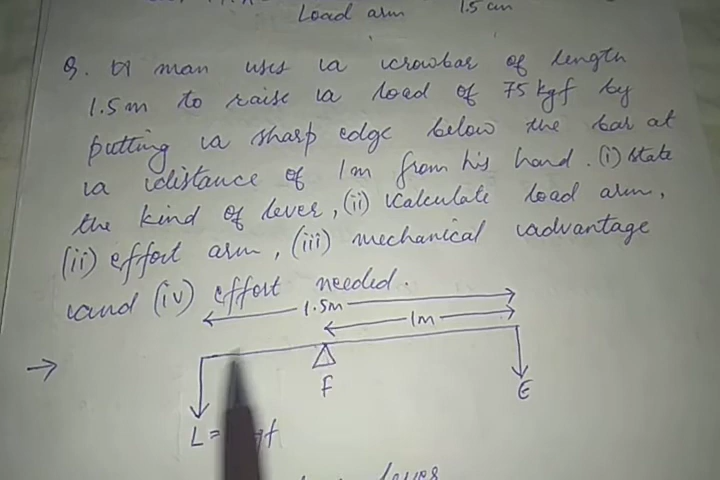 Load arm 1.5 cm
Q. A man uses a crowbar of length
1.5m to raise a load of 75 kgf by
putting a sharp edge below the bar at
a distance of 1m from his hand. (i) state
the kind of lever, (ii) calculate load arm,
(ii) effort arm, (iii) mechanical advantage
and (iv) effort needed.
1.5m
1m
F
E
L = gf
lever